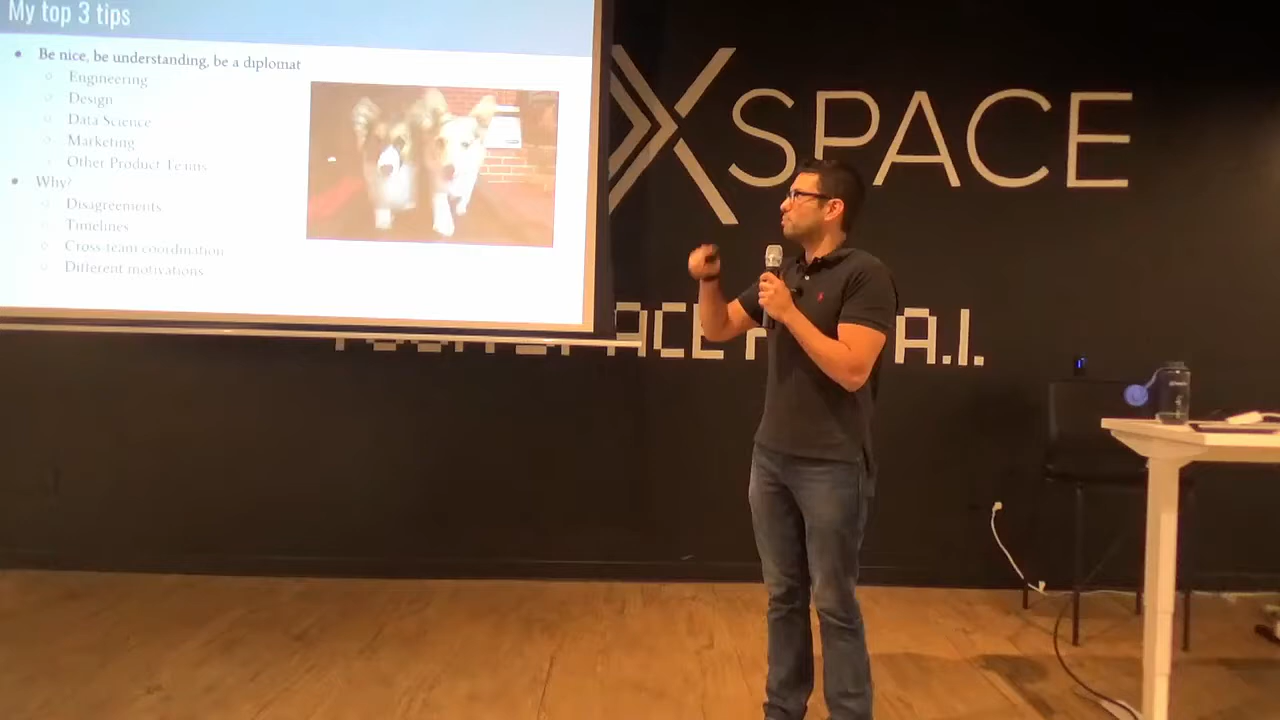 My top 3 tips
Be nice, be understanding, be a diplomat
Engineering
Design
Data Science
Marketing
Other Product Teams
Why?
Disagreements
Timelines
Cross-team coordination
Different motivations
XSPACE
SPACE
A.I.